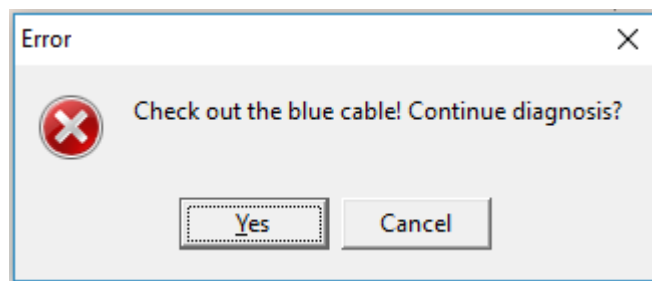 Error
Check out the blue cable! Continue diagnosis?
Yes
Cancel